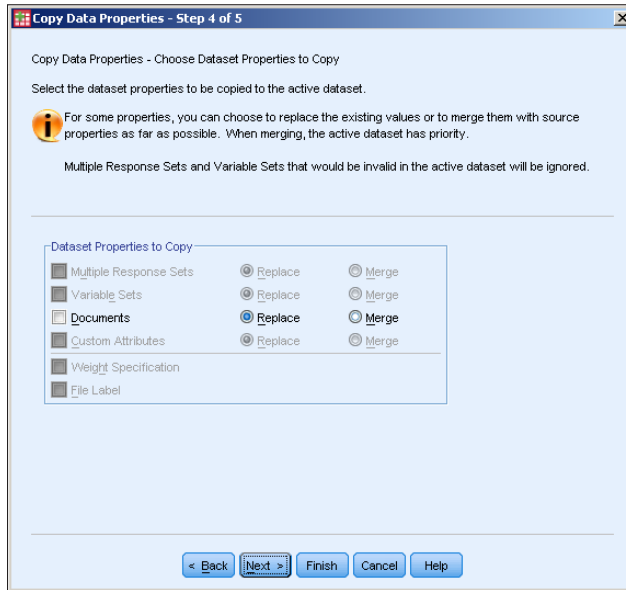 Copy Data Properties - Step 4 of 5
Copy Data Properties - Choose Dataset Properties to Copy
Select the dataset properties to be copied to the active dataset.
For some properties, you can choose to replace the existing values or to merge them with source
properties as far as possible. When merging, the active dataset has priority.
Multiple Response Sets and Variable Sets that would be invalid in the active dataset will be ignored.
Dataset Properties to Copy
Multiple Response Sets Replace Merge
Variable Sets Replace Merge
Documents Replace Merge
Custom Attributes Replace Merge
Weight Specification
File Label
< Back Next > Finish Cancel Help